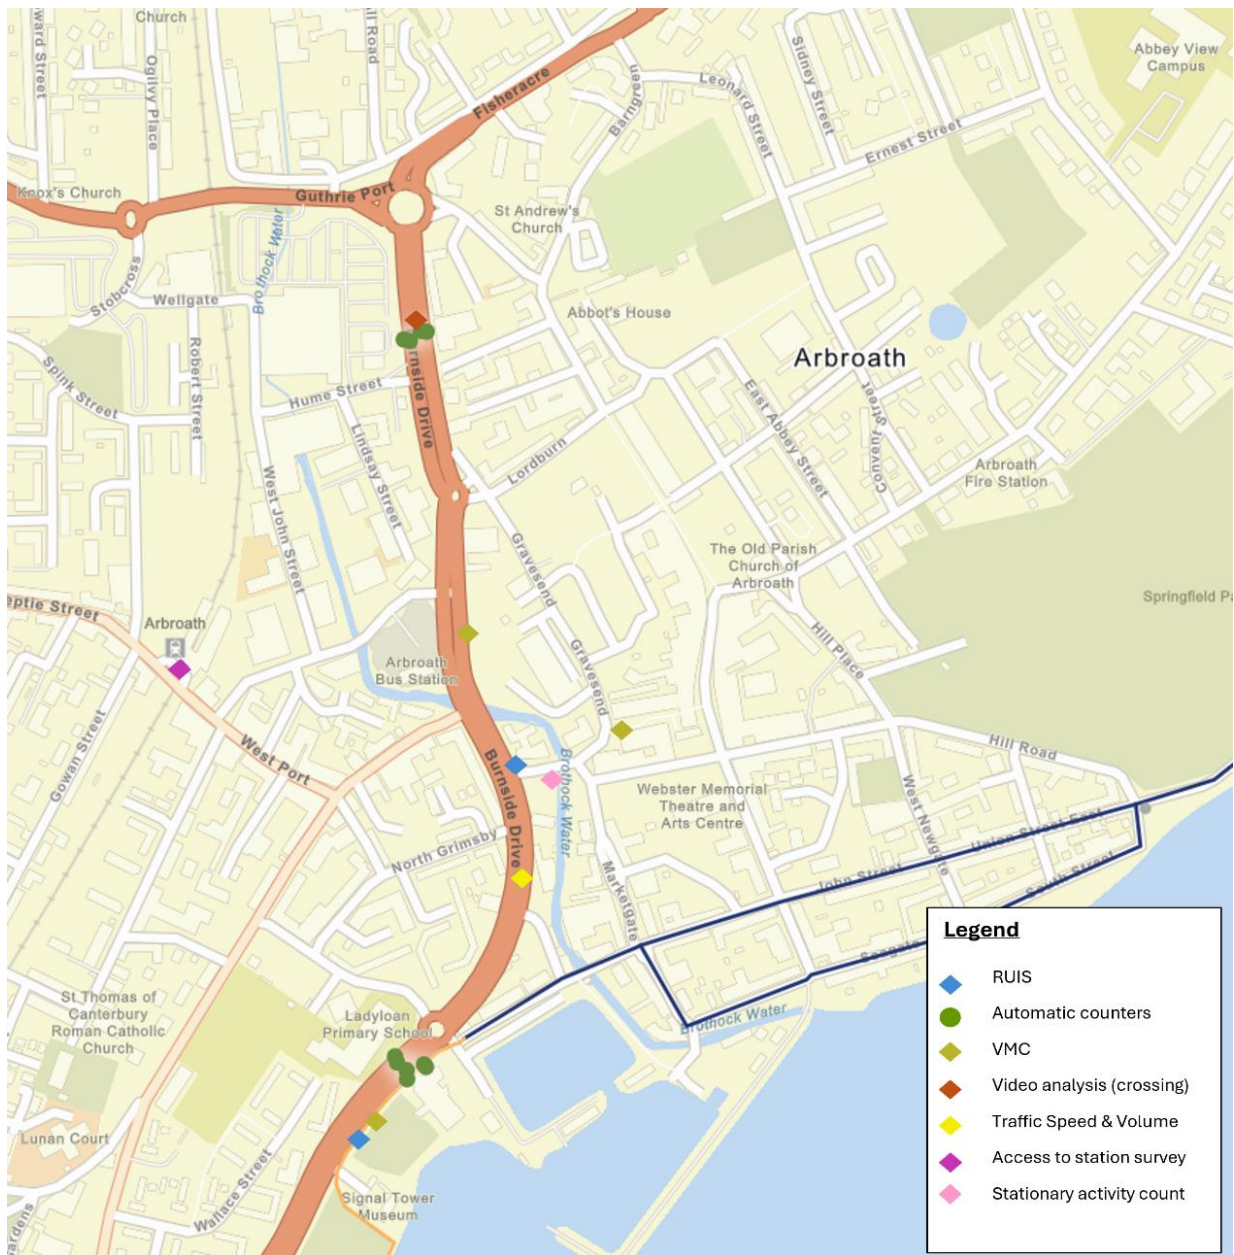 Church
Abbey View
Campus
Ogilvy Place
Sidney Street
Leonard Street
Barngreen
Fisheracre
Ernest Street
Knox's Church
Guthrie Port
St Andrew's
Church
Brothock Water
Stobcross
Wellgate
Abbot's House
Arbroath
Spink Street
Robert Street
Hume Street
Drive
East Abbey Street
Convent Street
Lindsay Street
Lordburn
Arbroath
Fire Station
West John Street
Gravesend
The Old Parish
Church of
Arbroath
Arbroath
Hill Place
Gravesend
Arbroath
Bus Station
Gowan Street
West Port
Burnside Drive
Brothock Water
Hill Road
Webster Memorial
Theatre and
Arts Centre
West Newgate
North Grimsby
Marketgate
Union Street East
John Street
South Street
Seagate
St Thomas of
Canterbury
Roman Catholic
Church
Ladyloan
Primary School
Brothock Water
Lunan Court
Wallace Street
Signal Tower
Museum
Legend
RUIS
Automatic counters
VMC
Video analysis (crossing)
Traffic Speed & Volume
Access to station survey
Stationary activity count